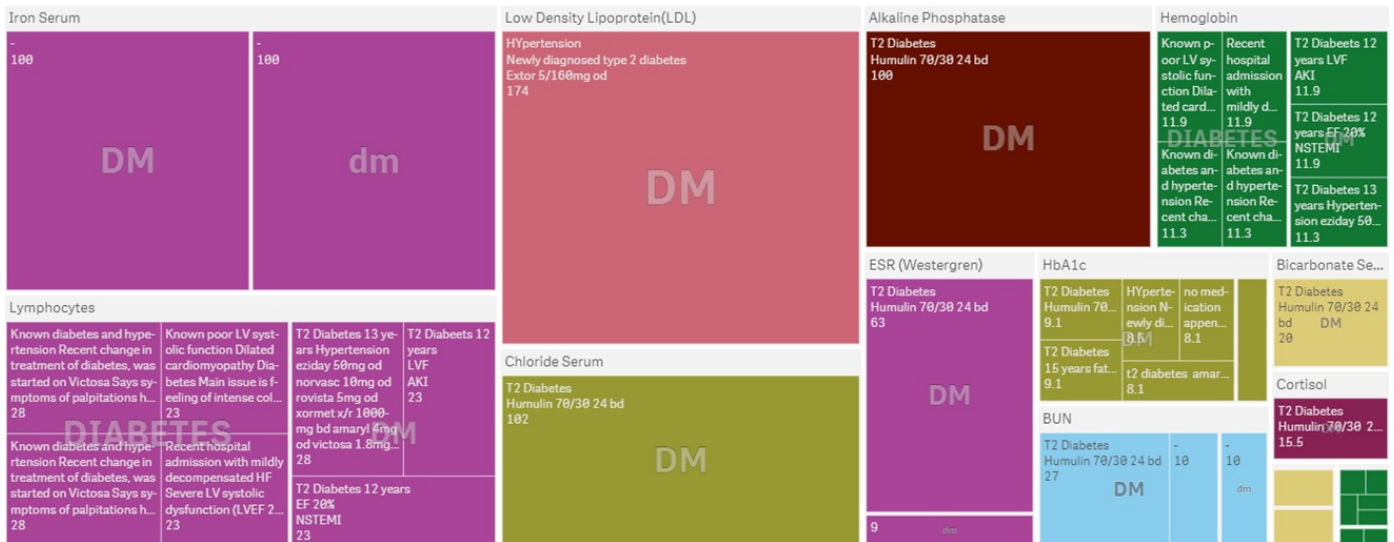 Iron Serum
-
100
DM
-
100
dm
Low Density Lipoprotein(LDL)
HYpertension
Newly diagnosed type 2 diabetes
Extor 5/160mg od
174
DM
Alkaline Phosphatase
T2 Diabetes
Humulin 70/30 24 bd
100
DM
Hemoglobin
Known p-
oor LV sy-
stolic fun-
ction Dila-
ted card...
11.9
Recent
hospital
admission
with
mildly d...
11.9
DIABETES
Known di-
abetes an-
d hyperte-
nsion Re-
cent cha...
11.3
Known di-
abetes an-
d hyperte-
nsion Re-
cent cha...
11.3
T2 Diabeets 12
years LVF
AKI
11.9
T2 Diabetes 12
years EF 20%
NSTEMI
11.9
DM
T2 Diabetes 13
years Hyperten-
sion eziday 50...
11.3
Lymphocytes
Known diabetes and hype-
rtension Recent change in
treatment of diabetes, was
started on Victosa Says sy-
mptoms of palpitations h...
28
Known poor LV syst-
olic function Dilated
cardiomyopathy Dia-
betes Main issue is f-
eeling of intense col...
23
DIABETES
Known diabetes and hype-
rtension Recent change in
treatment of diabetes, was
started on Victosa Says sy-
mptoms of palpitations h...
28
Recent hospital
admission with mildly
decompensated HF
Severe LV systolic
dysfunction (LVEF 2...
23
T2 Diabetes 13 ye-
ars Hypertension
eziday 50mg od
norvasc 10mg od
rovista 5mg od
xormet x/r 1000-
mg bd amaryl 4mg
od victosa 1.8mg...
28
T2 Diabeets 12
years
LVF
AKI
23
DM
T2 Diabetes 12 years
EF 20%
NSTEMI
23
Chloride Serum
T2 Diabetes
Humulin 70/30 24 bd
102
DM
ESR (Westergren)
T2 Diabetes
Humulin 70/30 24 bd
63
DM
9
dm
HbA1c
T2 Diabetes
Humulin 70...
9.1
T2 Diabetes
15 years fat...
9.1
HYperte-
nsion N-
ewly di...
8.5
no med-
ication
appen...
8.1
DM
t2 diabetes amar...
8.1
BUN
T2 Diabetes
Humulin 70/30 24 bd
27
DM
-
10
-
10
dm
Bicarbonate Se...
T2 Diabetes
Humulin 70/30 24
bd
20
DM
Cortisol
T2 Diabetes
Humulin 70/30 2...
15.5